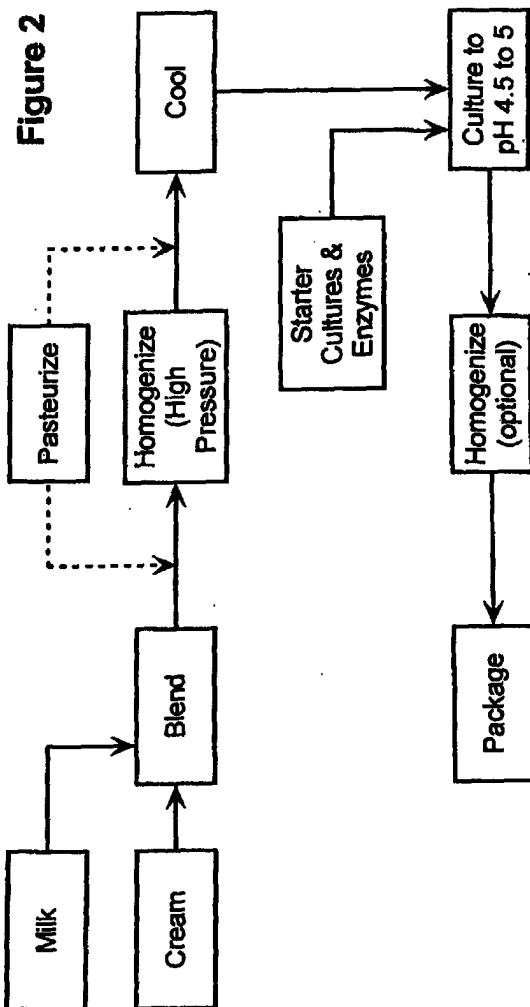 Figure 2
Milk
Cream
Blend
Pasteurize
Homogenize
(High
Pressure)
Cool
Starter
Cultures &
Enzymes
Culture to
pH 4.5 to 5
Homogenize
(optional)
Package